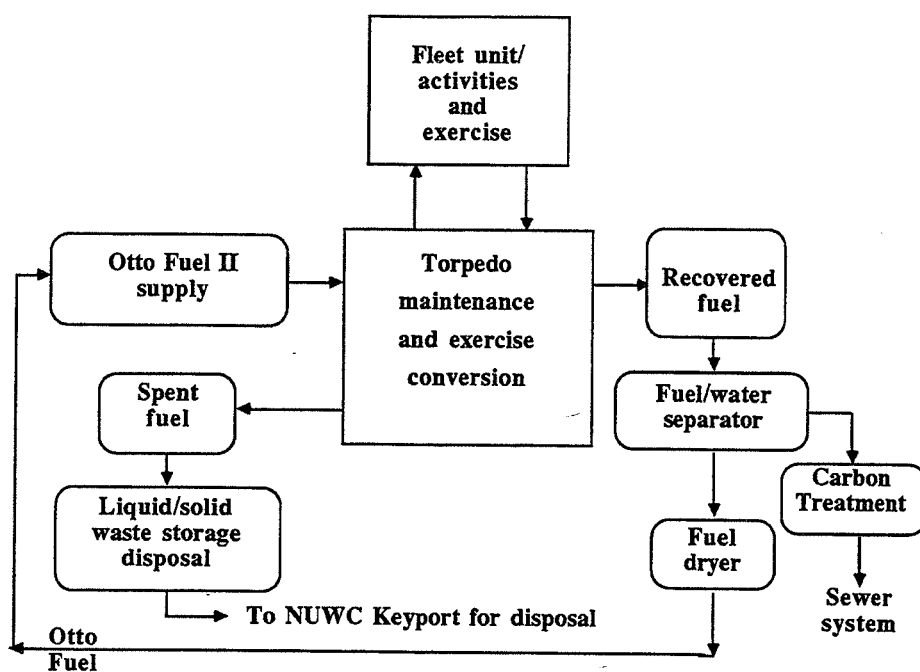 Fleet unit/
activities
and
exercise
Otto Fuel II
supply
Torpedo
maintenance
and exercise
conversion
Recovered
fuel
Spent
fuel
Fuel/water
separator
Liquid/solid
waste storage
disposal
Carbon
Treatment
Fuel
dryer
To NUWC Keyport for disposal
Sewer
system
Otto
Fuel